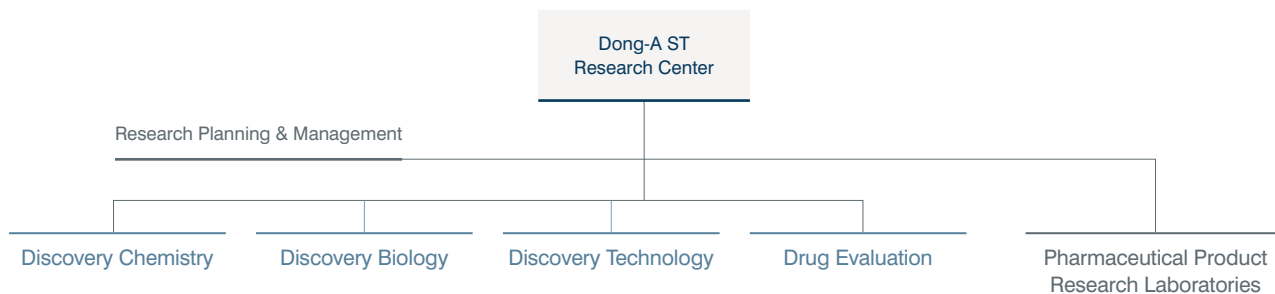 Dong-A ST
Research Center
Research Planning & Management
Discovery Chemistry
Discovery Biology
Discovery Technology
Drug Evaluation
Pharmaceutical Product
Research Laboratories